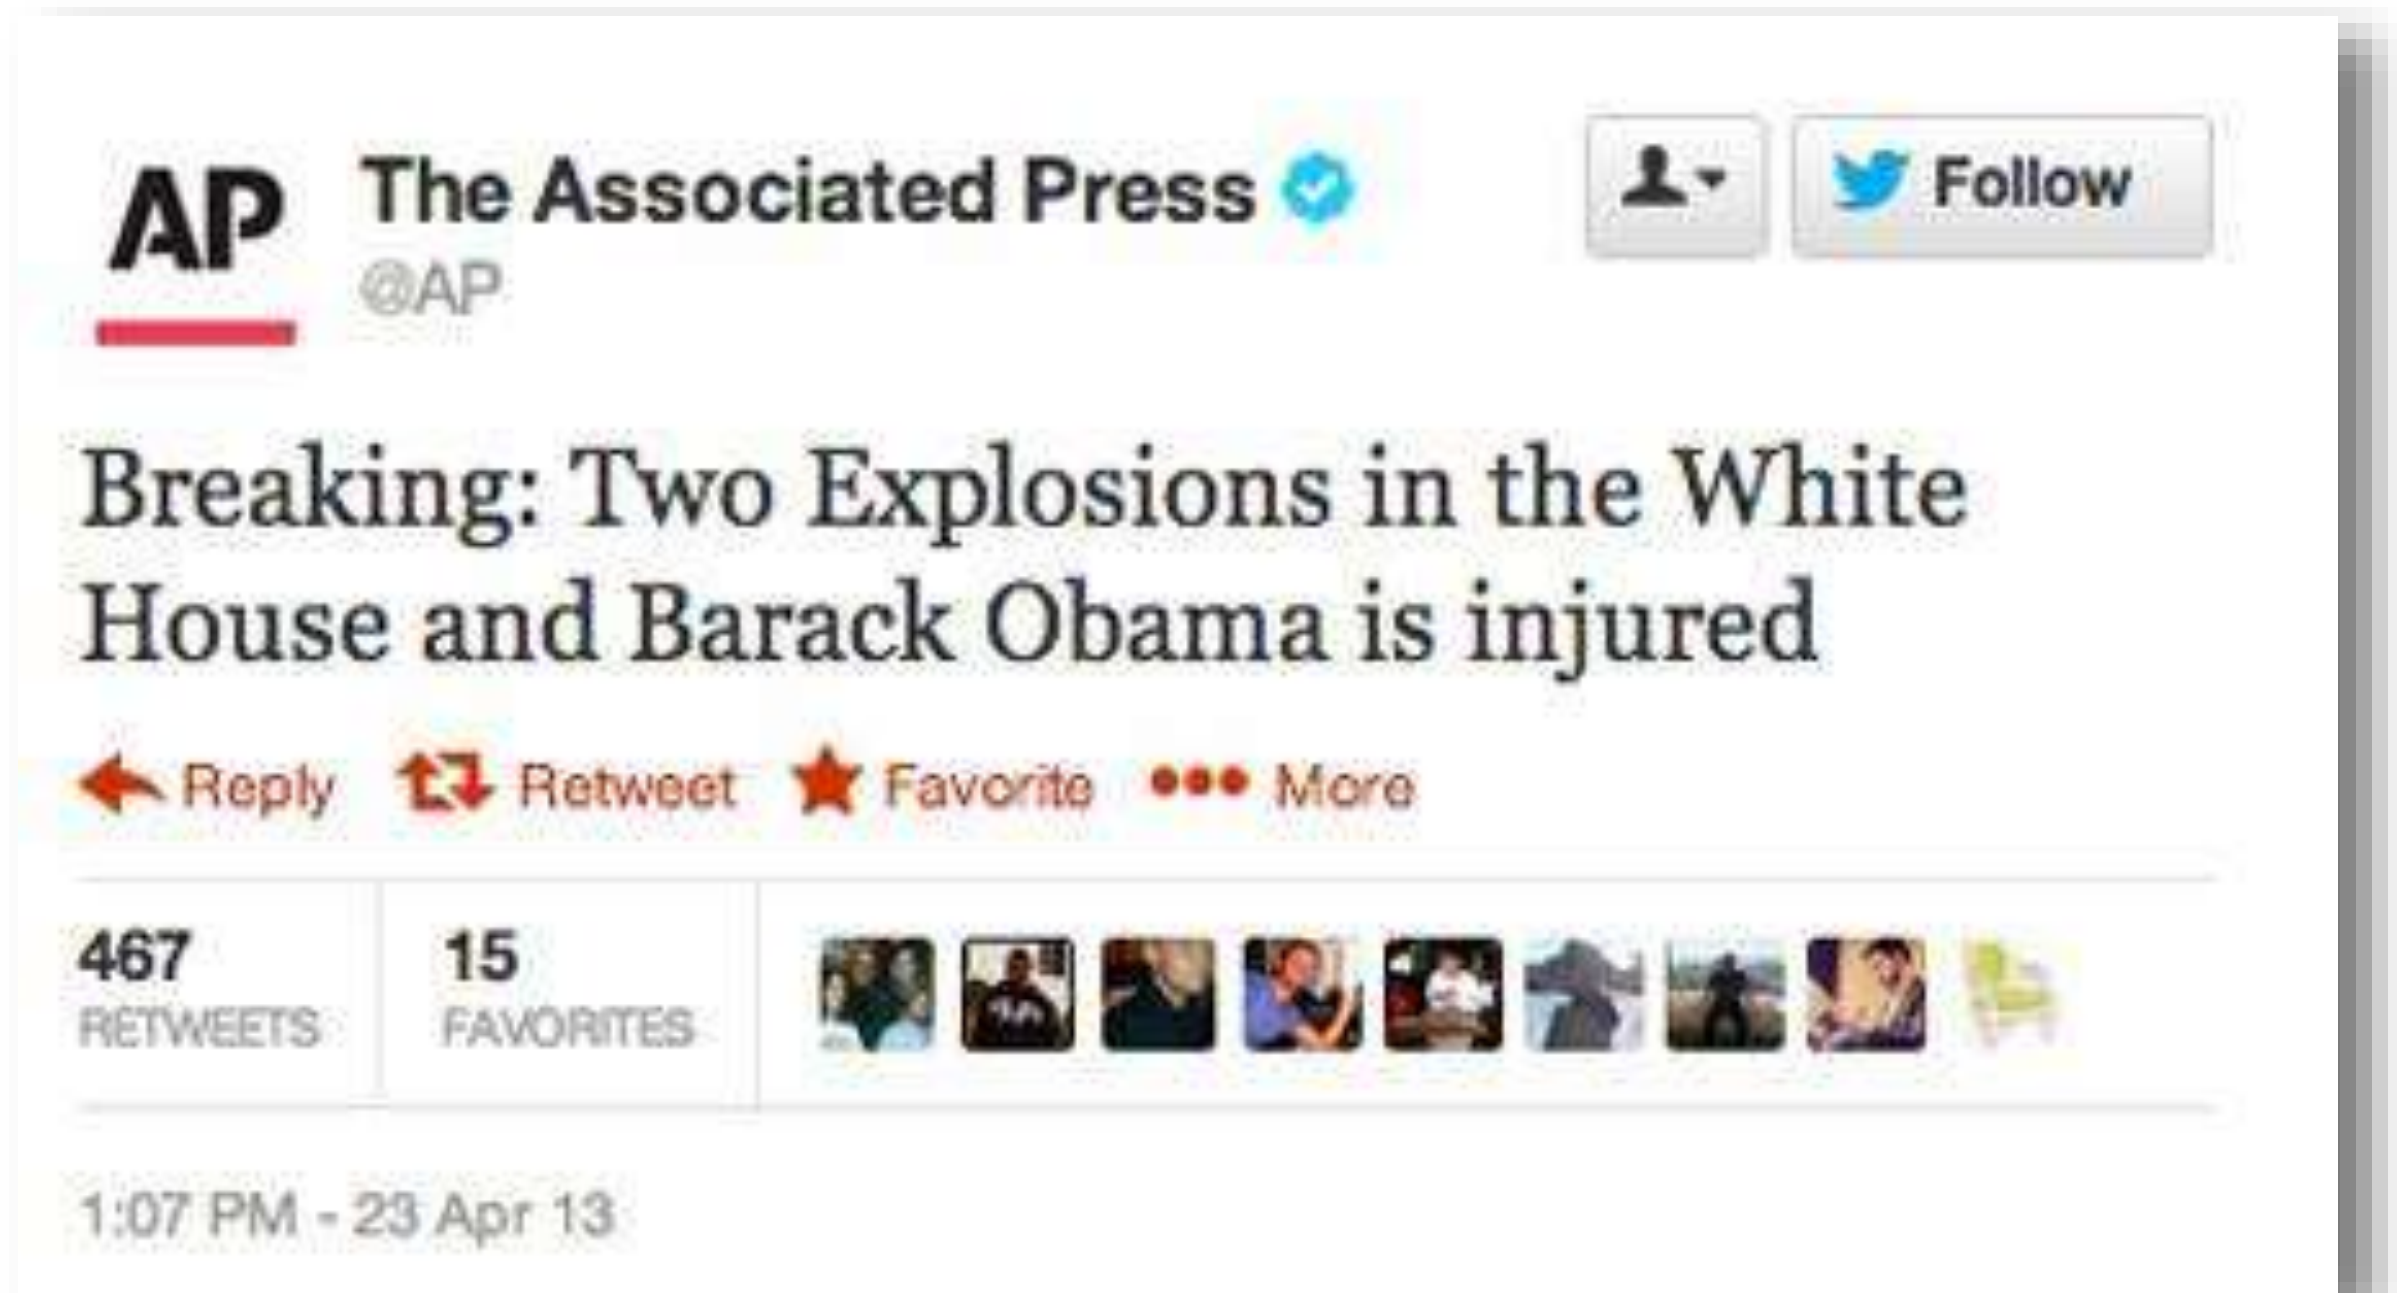 AP The Associated Press
@AP
Follow
Breaking: Two Explosions in the White
House and Barack Obama is injured
Reply Retweet Favorite More
467 15
RETWEETS FAVORITES
1:07 PM - 23 Apr 13